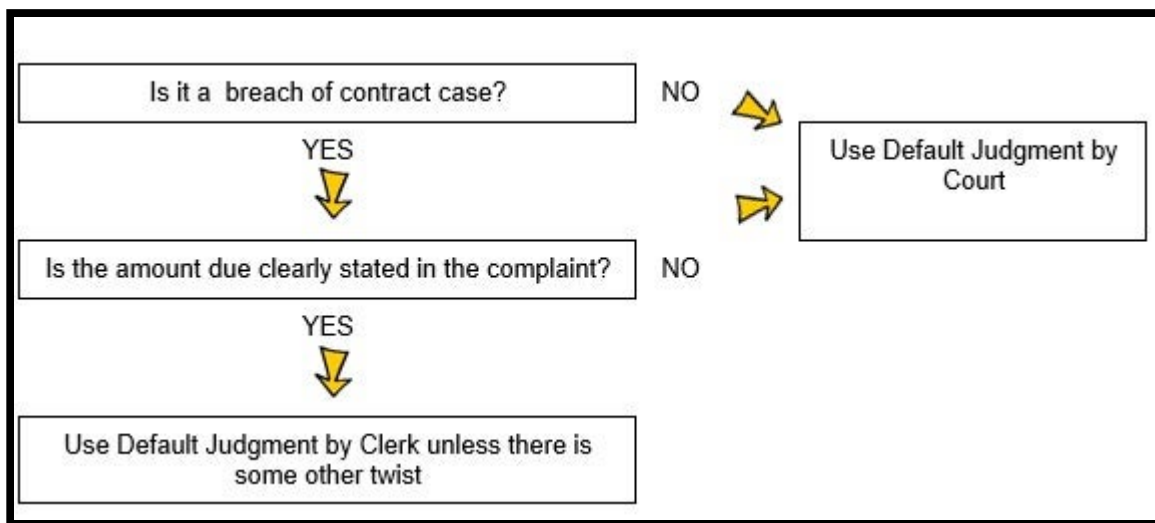 Is it a breach of contract case?
NO
YES
Use Default Judgment by
Court
Is the amount due clearly stated in the complaint?
NO
YES
Use Default Judgment by Clerk unless there is
some other twist